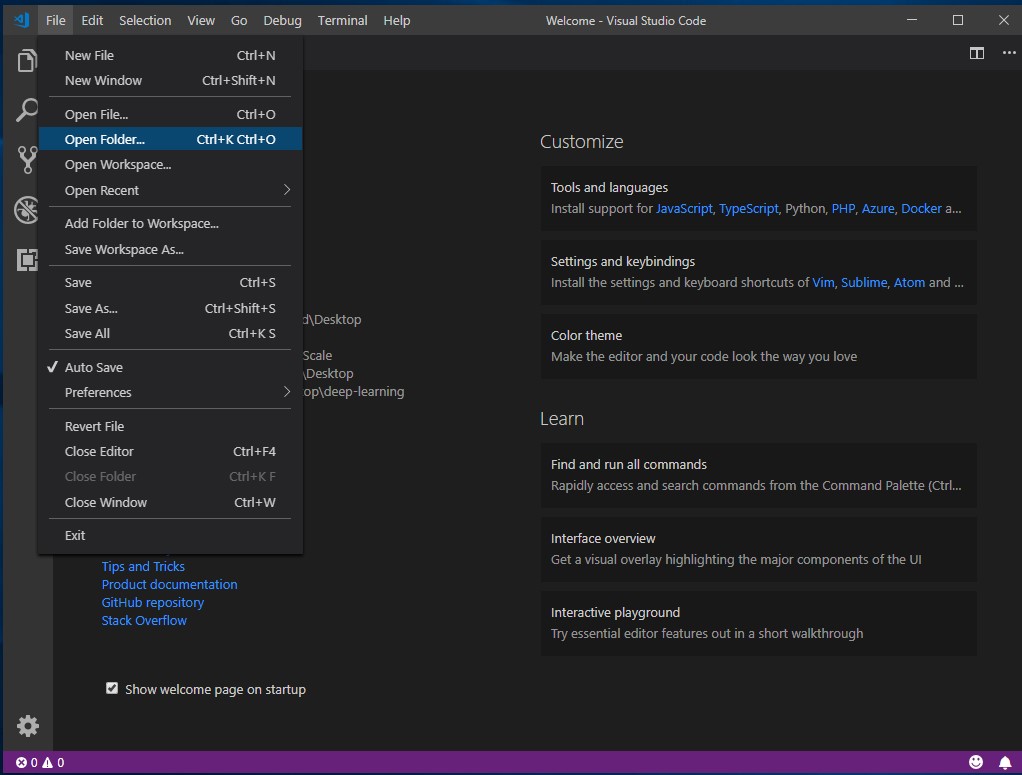 File Edit Selection View Go Debug Terminal Help Welcome - Visual Studio Code
New File Ctrl+N
New Window Ctrl+Shift+N
Open File... Ctrl+O
Open Folder... Ctrl+K Ctrl+O
Open Workspace...
Open Recent
Add Folder to Workspace...
Save Workspace As...
Save Ctrl+S
Save As... Ctrl+Shift+S
Save All Ctrl+K S
Auto Save
Preferences
Revert File
Close Editor Ctrl+F4
Close Folder Ctrl+K F
Close Window Ctrl+W
Exit
d\Desktop
Scale
\Desktop
op\deep-learning
Tips and Tricks
Product documentation
GitHub repository
Stack Overflow
Show welcome page on startup
Customize
Tools and languages
Install support for JavaScript, TypeScript, Python, PHP, Azure, Docker a...
Settings and keybindings
Install the settings and keyboard shortcuts of Vim, Sublime, Atom and ...
Color theme
Make the editor and your code look the way you love
Learn
Find and run all commands
Rapidly access and search commands from the Command Palette (Ctrl...
Interface overview
Get a visual overlay highlighting the major components of the UI
Interactive playground
Try essential editor features out in a short walkthrough
0 0